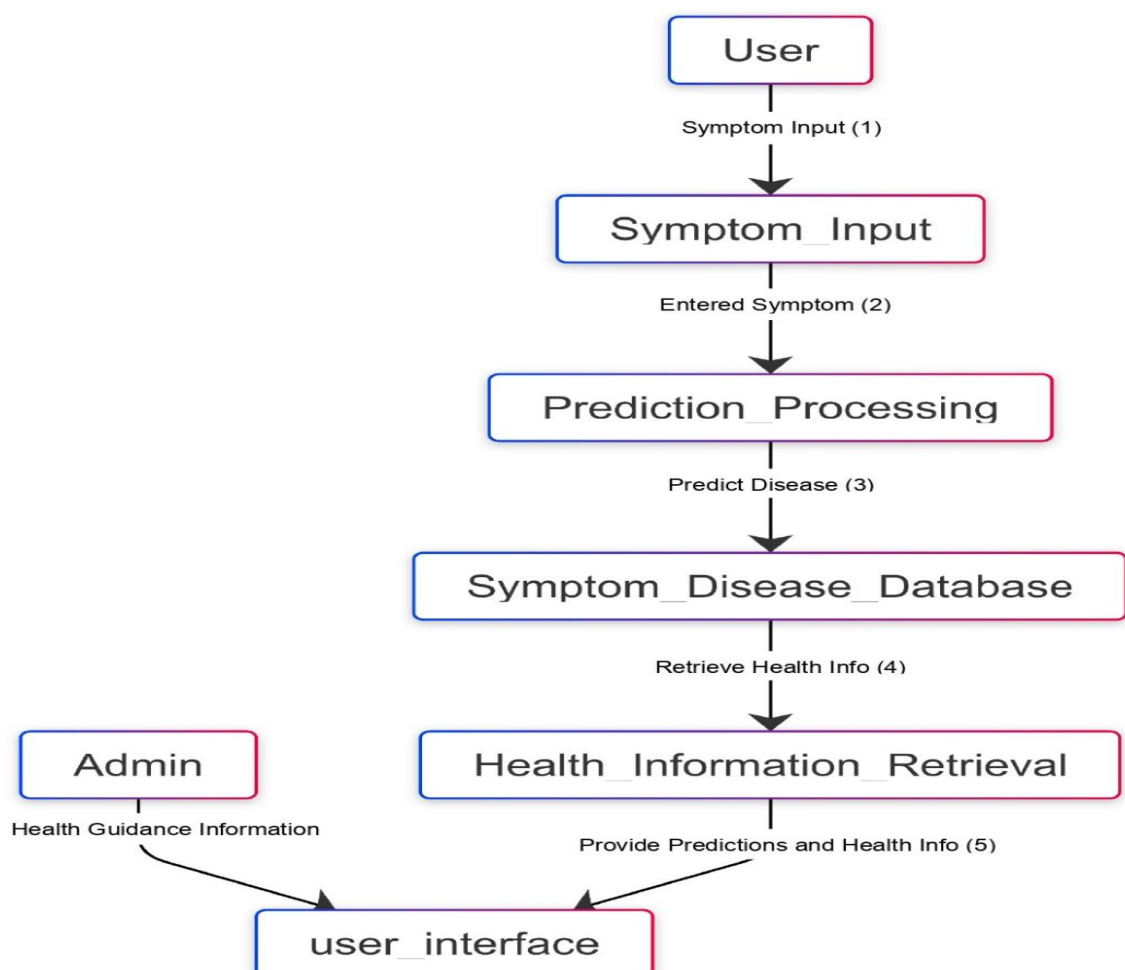 User
Symptom Input (1)
Symptom_Input
Entered Symptom (2)
Prediction_Processing
Predict Disease (3)
Symptom_Disease_Database
Retrieve Health Info (4)
Admin
Health_Information_Retrieval
Health Guidance Information
Provide Predictions and Health Info (5)
user_interface